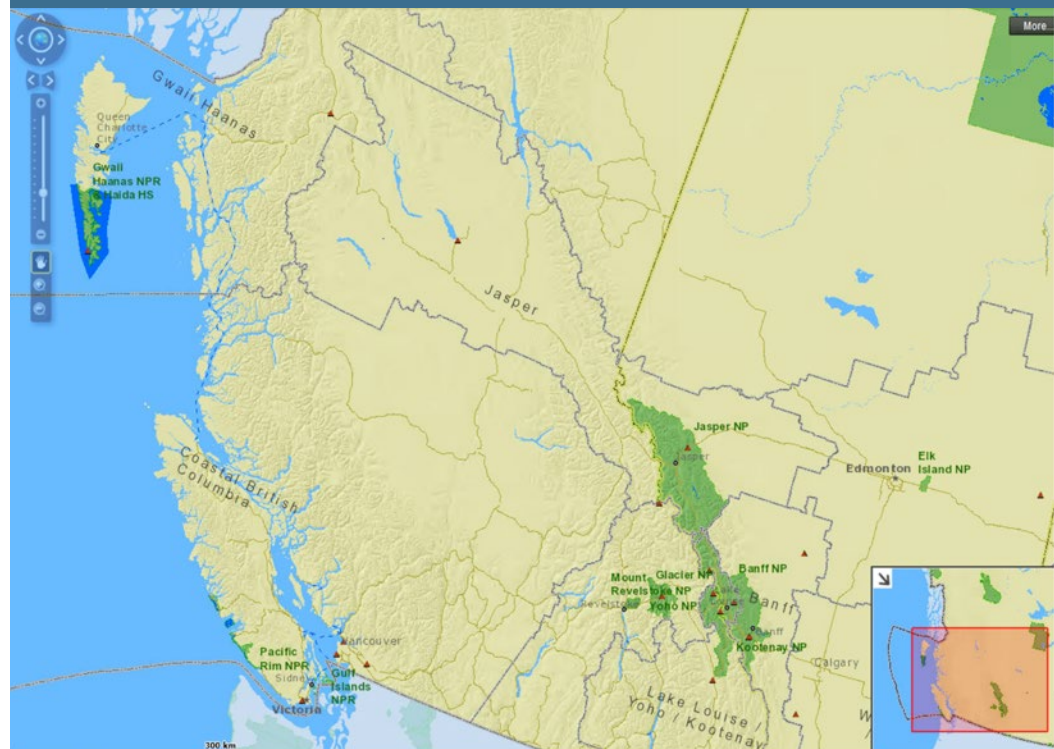 More...
Gwaii Haanas
Queen
Charlotte
City
Gwaii
Haanas NPR
& Haida HS
Jasper
Jasper NP
Jasper
Elk
Island NP
Edmonton
Coastal British
Columbia
Mount
Revelstoke NP
Glacier NP
Banff NP
Revelstoke
Yoho NP
Lake
Banff
Banff
Kootenay NP
Vancouver
Pacific
Rim NPR
Sidney
Gulf
Islands
NPR
Victoria
Calgary
Lake Louise /
Yoho / Kootenay
W
300 km